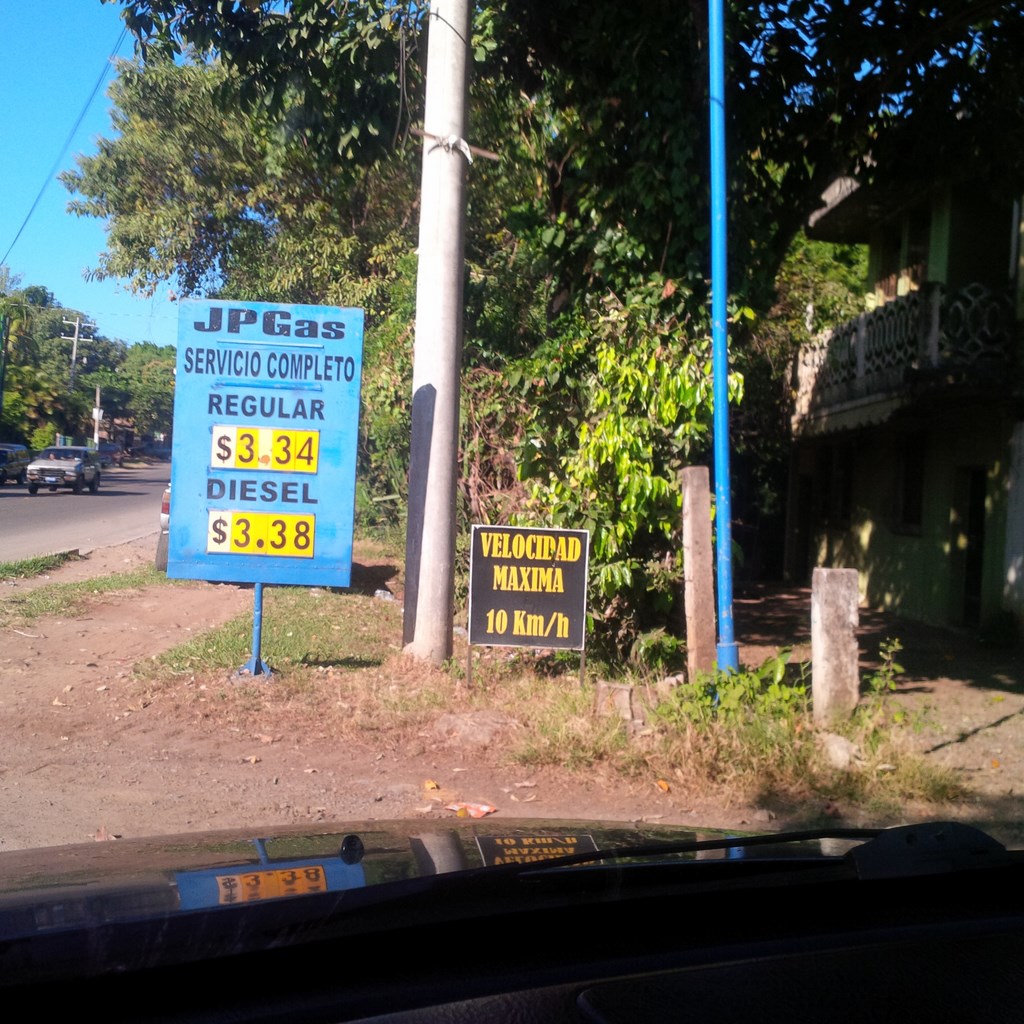 JPGas
SERVICIO COMPLETO
REGULAR
$3.34
DIESEL
$3.38
VELOCIDAD
MAXIMA
10 Km/h